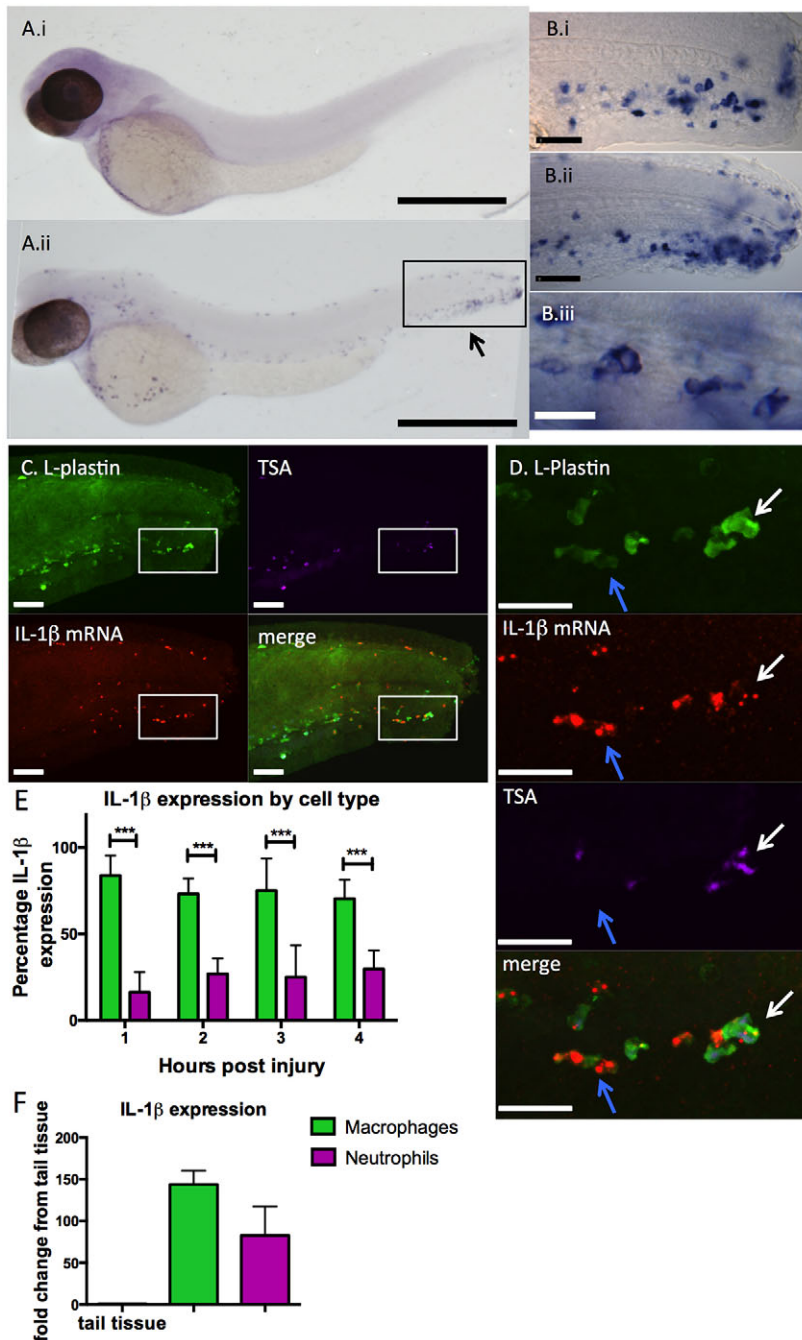 A.i
B.i
A.ii
B.ii
B.iii
C. L-plastin
TSA
D. L-Plastin
IL-1β mRNA
merge
IL-1β mRNA
TSA
merge
E
IL-1β expression by cell type
Percentage IL-1β
expression
100
50
0
***
***
***
***
1
2
3
4
Hours post injury
F
IL-1β expression
fold change from tail tissue
200
150
100
50
0
tail tissue
Macrophages
Neutrophils